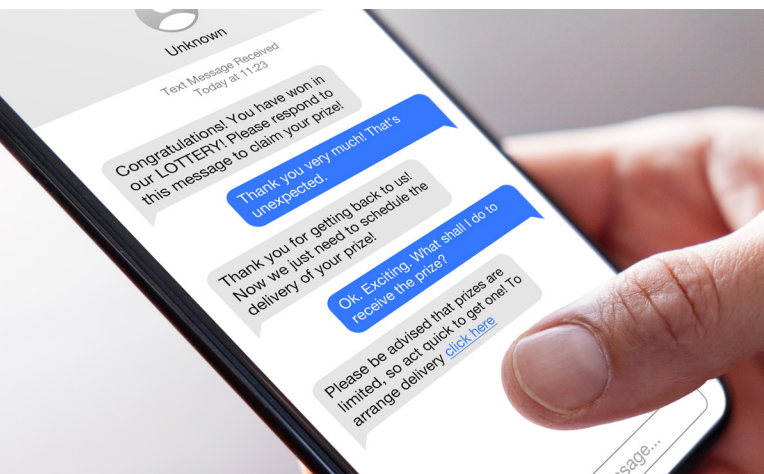 Unknown
Text Message Received
Today at 11:23
Congratulations! You have won in
our LOTTERY! Please respond to
this message to claim your prize!
Thank you very much! That's
unexpected.
Thank you for getting back to us!
Now we just need to schedule the
delivery of your prize!
Ok. Exciting. What shall I do to
receive the prize?
Please be advised that prizes are
limited, so act quick to get one! To
arrange delivery click here